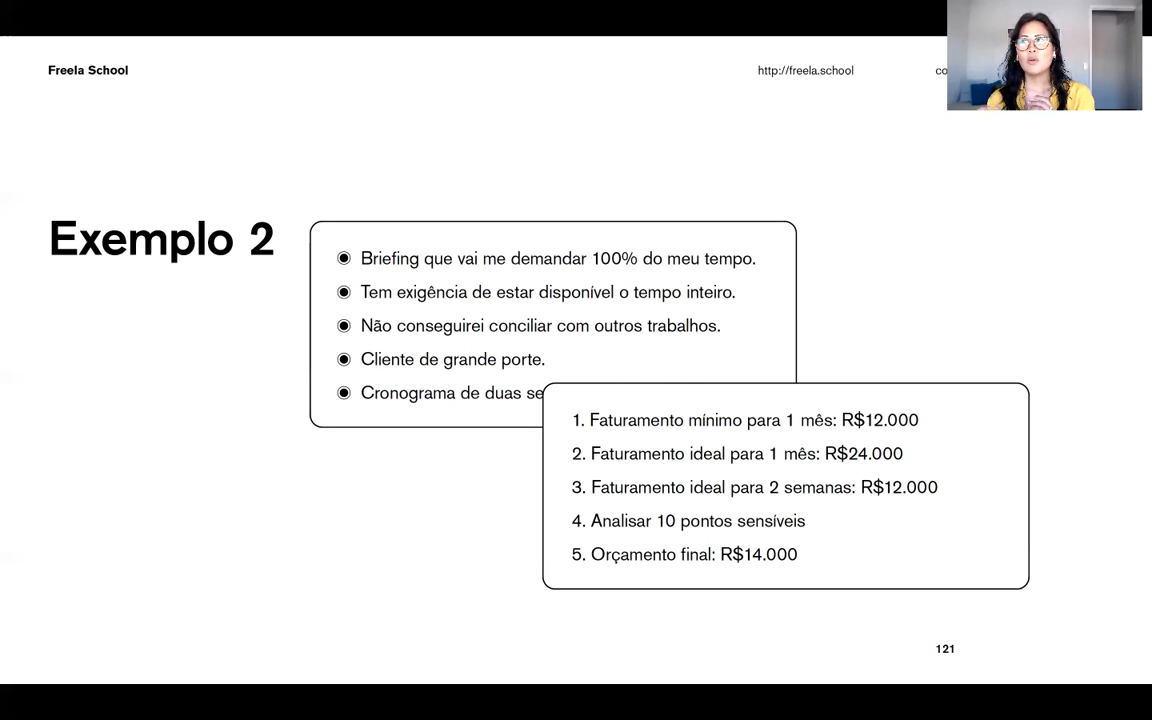 Freela School
http://freela.school
Exemplo 2
Briefing que vai me demandar 100% do meu tempo.
Tem exigência de estar disponível o tempo inteiro.
Não conseguirei conciliar com outros trabalhos.
Cliente de grande porte.
Cronograma de duas
1. Faturamento mínimo para 1 mês: R$12.000
2. Faturamento ideal para 1 mês: R$24.000
3. Faturamento ideal para 2 semanas: R$12.000
4. Analisar 10 pontos sensíveis
5. Orçamento final: R$14.000
121